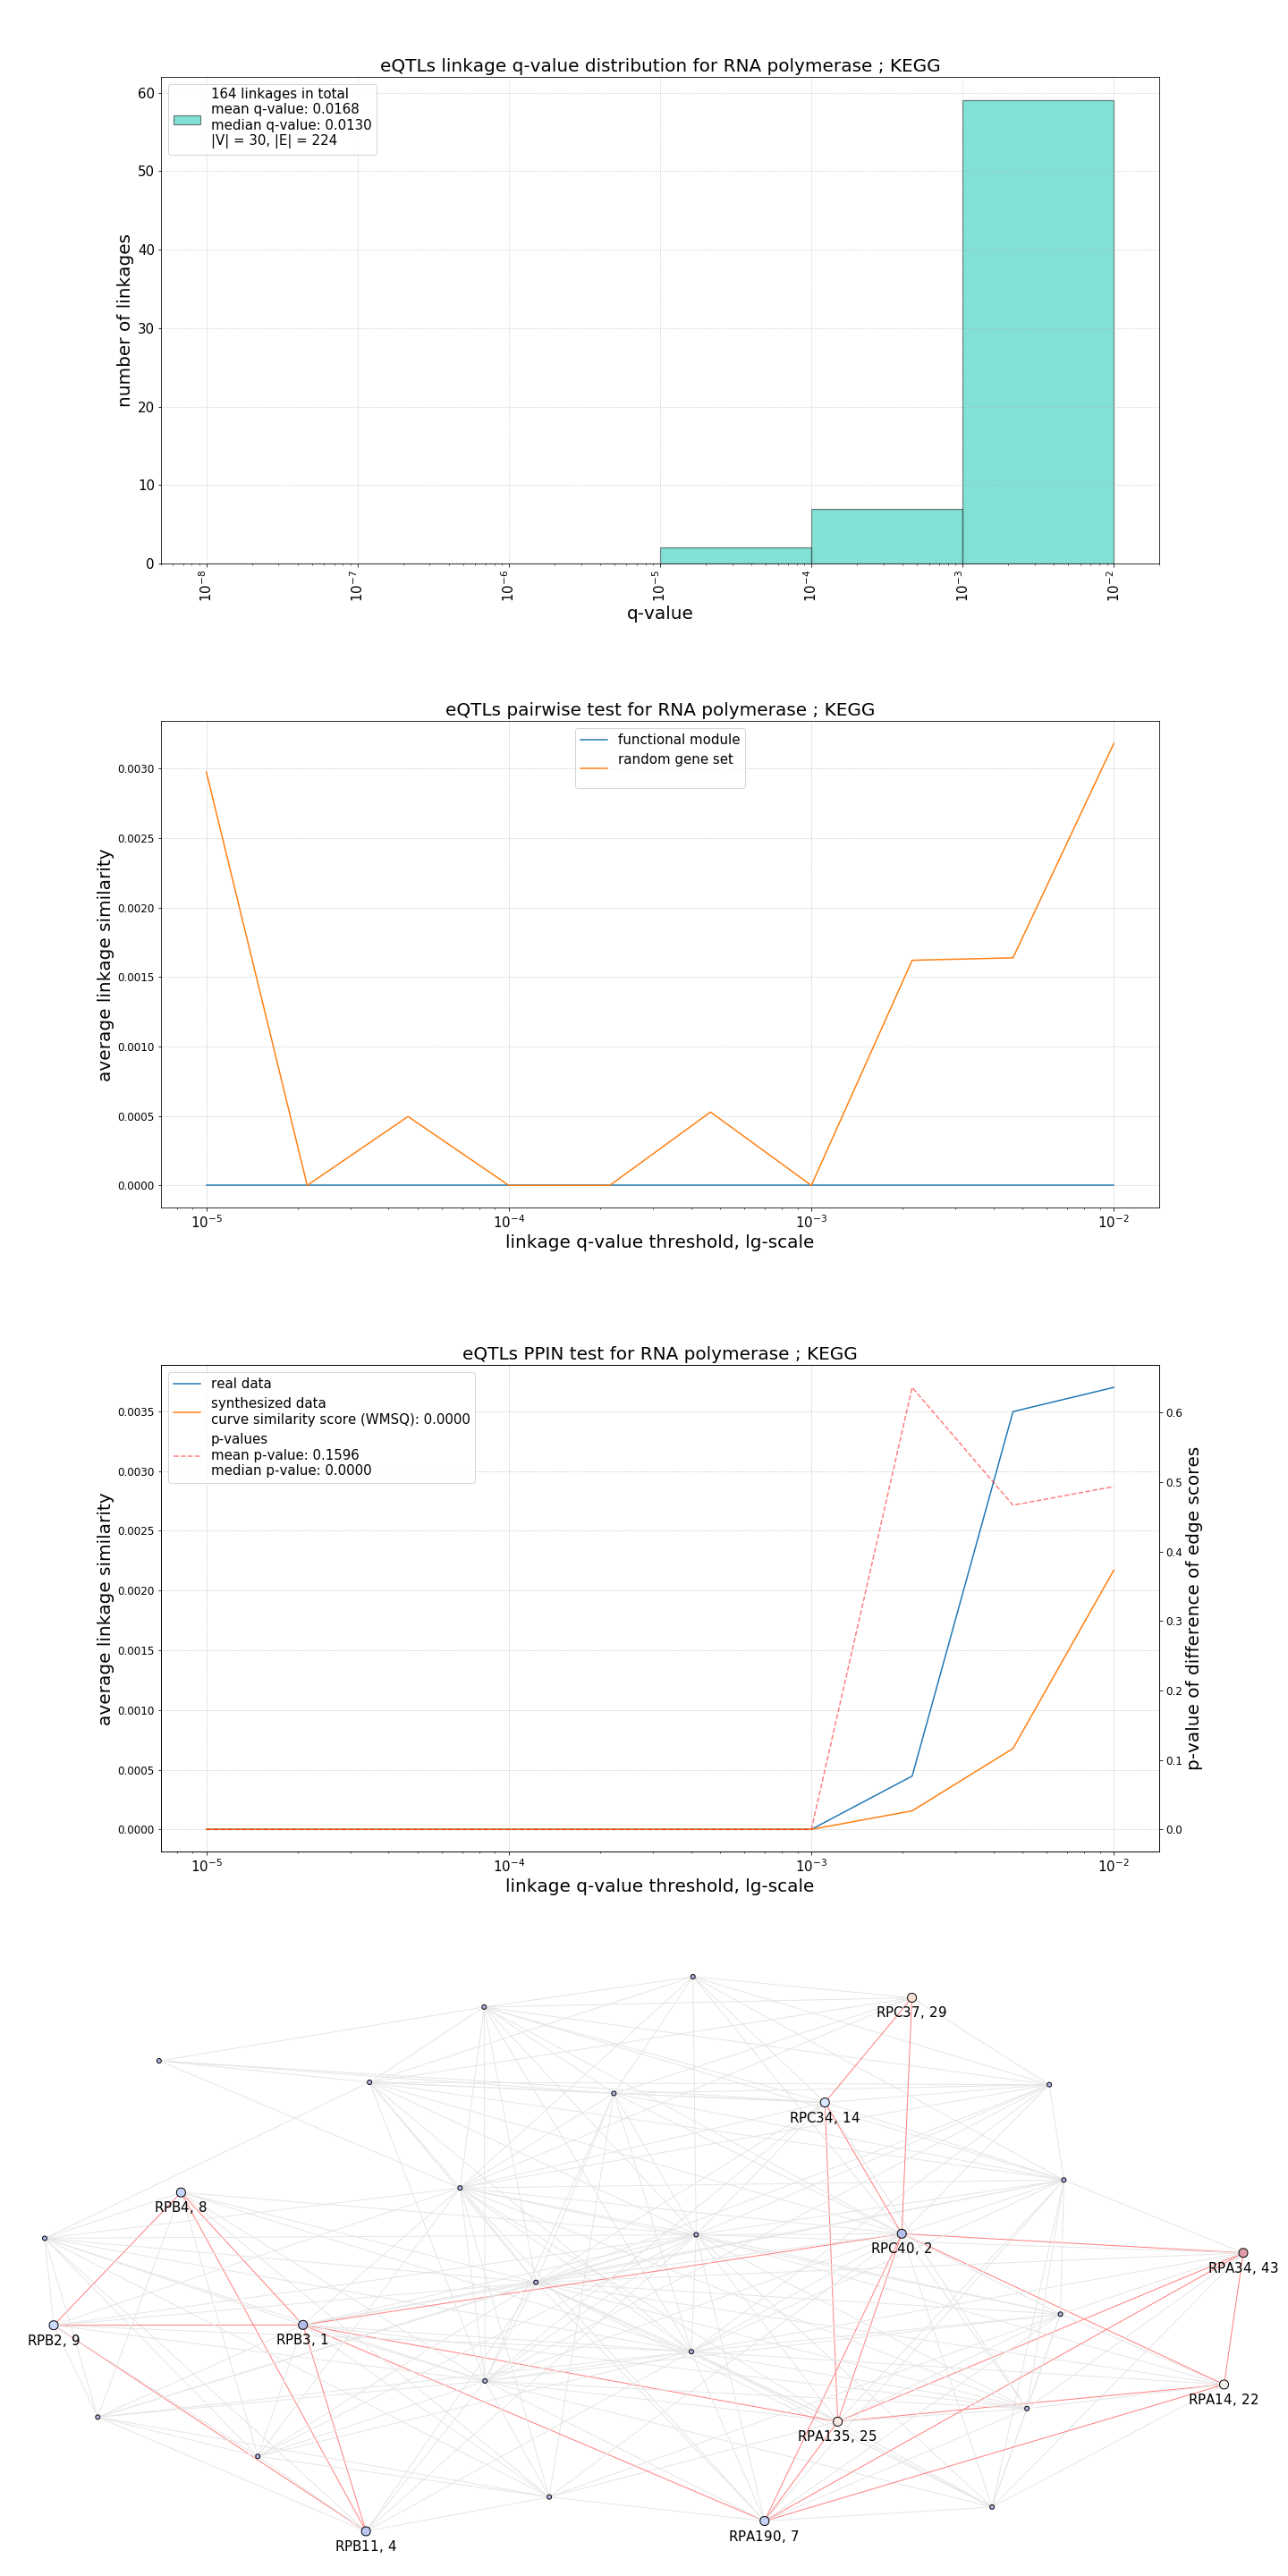 eQTLs linkage q-value distribution for RNA polymerase ; KEGG
164 linkages in total
mean q-value: 0.0168
median q-value: 0.0130
|V| = 30, |E| = 224
number of linkages
60
50
40
30
20
10
0
10⁻⁸ 10⁻⁷ 10⁻⁶ 10⁻⁵ 10⁻⁴ 10⁻³ 10⁻²
q-value
eQTLs pairwise test for RNA polymerase ; KEGG
functional module
random gene set
average linkage similarity
0.0030
0.0025
0.0020
0.0015
0.0010
0.0005
0.0000
10⁻⁵ 10⁻⁴ 10⁻³ 10⁻²
linkage q-value threshold, lg-scale
eQTLs PPIN test for RNA polymerase ; KEGG
real data
synthesized data
curve similarity score (WMSQ): 0.0000
p-values
mean p-value: 0.1596
median p-value: 0.0000
average linkage similarity
0.0035
0.0030
0.0025
0.0020
0.0015
0.0010
0.0005
0.0000
0.6
0.5
0.4
0.3
0.2
0.1
0.0
p-value of difference of edge scores
10⁻⁵ 10⁻⁴ 10⁻³ 10⁻²
linkage q-value threshold, lg-scale
RPC37, 29
RPC34, 14
RPB4, 8
RPC40, 2
RPA34, 43
RPB2, 9
RPB3, 1
RPA14, 22
RPA135, 25
RPA190, 7
RPB11, 4